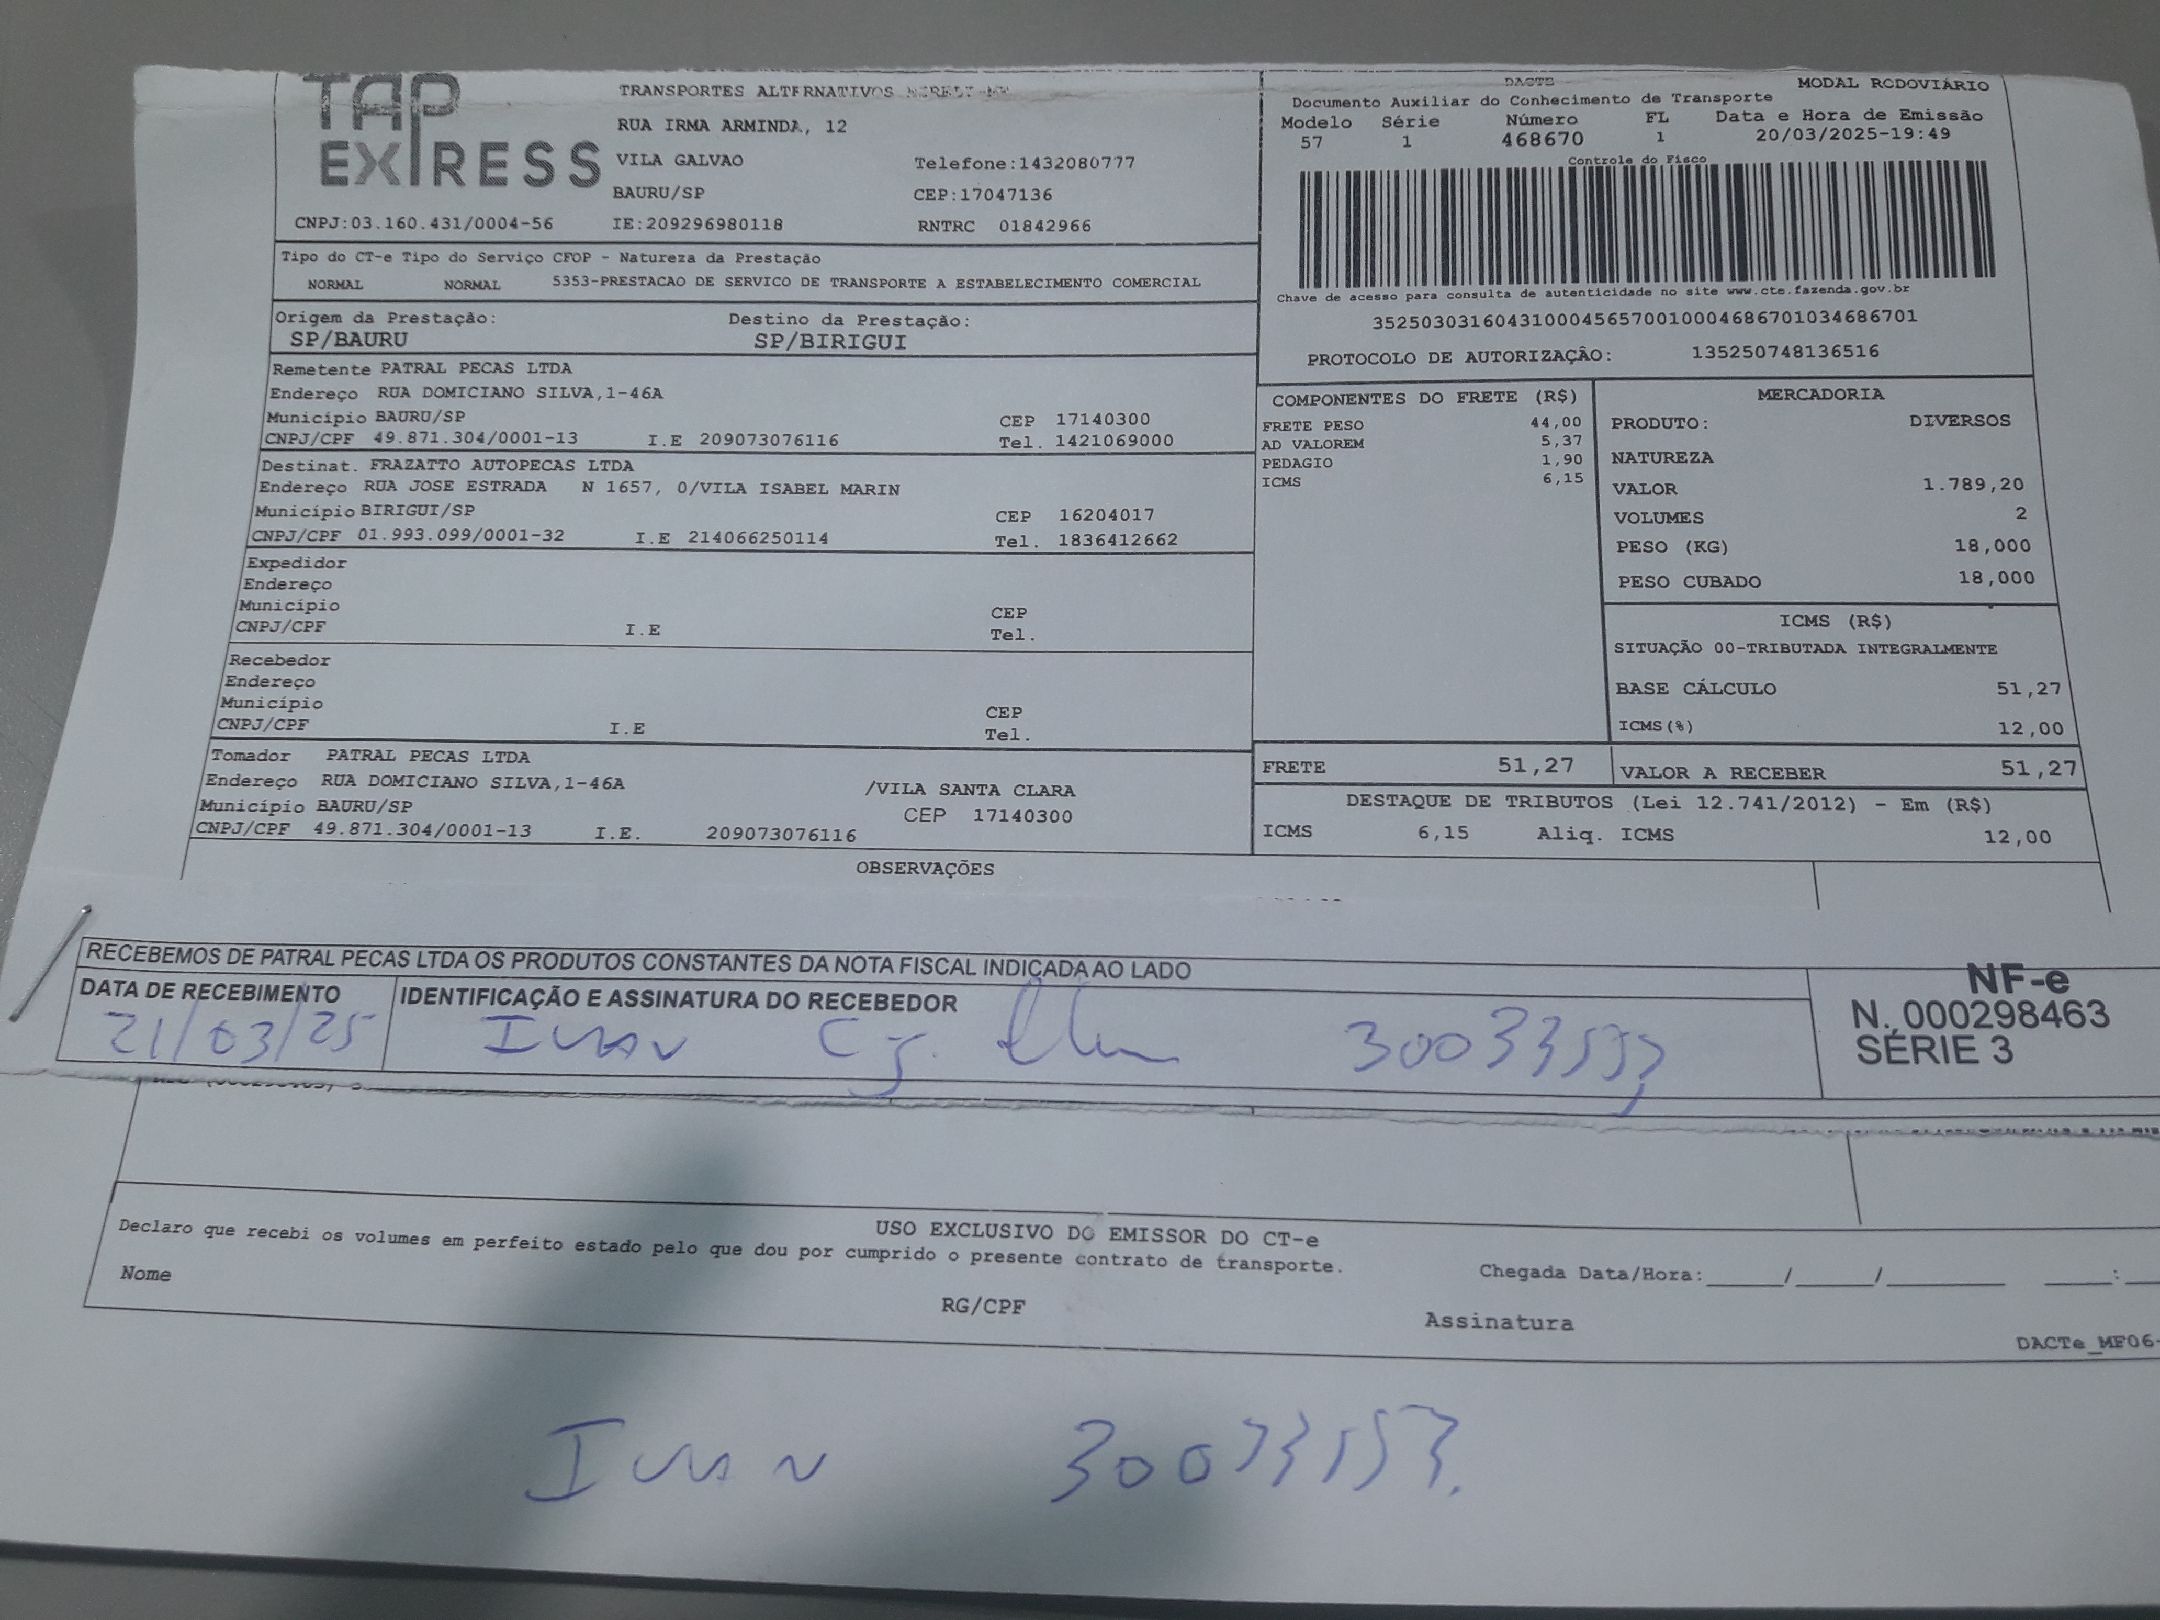 TAP
EXPRESS
TRANSPORTES ALTERNATIVOS
RUA IRMA ARMINDA, 12
VILA GALVAO Telefone:1432080777
BAURU/SP CEP:17047136
CNPJ:03.160.431/0004-56 IE:209296980118 RNTRC 01842966
DACTE MODAL RODOVIÁRIO
Documento Auxiliar do Conhecimento de Transporte
Modelo Série Número FL Data e Hora de Emissão
57 1 468670 1 20/03/2025-19:49
Controle do Fisco
Chave de acesso para consulta de autenticidade no site www.cte.fazenda.gov.br
35250303160431000456570010004686701034686701
PROTOCOLO DE AUTORIZAÇÃO: 135250748136516
Tipo do CT-e Tipo do Serviço CFOP - Natureza da Prestação
NORMAL NORMAL 5353-PRESTACAO DE SERVICO DE TRANSPORTE A ESTABELECIMENTO COMERCIAL
Origem da Prestação: Destino da Prestação:
SP/BAURU SP/BIRIGUI
Remetente PATRAL PECAS LTDA
Endereço RUA DOMICIANO SILVA,1-46A
Município BAURU/SP CEP 17140300
CNPJ/CPF 49.871.304/0001-13 I.E 209073076116 Tel. 1421069000
Destinat. FRAZATTO AUTOPECAS LTDA
Endereço RUA JOSE ESTRADA N 1657, 0/VILA ISABEL MARIN
Município BIRIGUI/SP CEP 16204017
CNPJ/CPF 01.993.099/0001-32 I.E 214066250114 Tel. 1836412662
Expedidor
Endereço
Município CEP
CNPJ/CPF I.E Tel.
Recebedor
Endereço
Município CEP
CNPJ/CPF I.E Tel.
Tomador PATRAL PECAS LTDA
Endereço RUA DOMICIANO SILVA,1-46A /VILA SANTA CLARA
Município BAURU/SP CEP 17140300
CNPJ/CPF 49.871.304/0001-13 I.E. 209073076116
COMPONENTES DO FRETE (R$)
FRETE PESO 44,00
AD VALOREM 5,37
PEDAGIO 1,90
ICMS 6,15
MERCADORIA
PRODUTO: DIVERSOS
NATUREZA
VALOR 1.789,20
VOLUMES 2
PESO (KG) 18,000
PESO CUBADO 18,000
ICMS (R$)
SITUAÇÃO 00-TRIBUTADA INTEGRALMENTE
BASE CÁLCULO 51,27
ICMS(%) 12,00
FRETE 51,27 VALOR A RECEBER 51,27
DESTAQUE DE TRIBUTOS (Lei 12.741/2012) - Em (R$)
ICMS 6,15 Aliq. ICMS 12,00
OBSERVAÇÕES
RECEBEMOS DE PATRAL PECAS LTDA OS PRODUTOS CONSTANTES DA NOTA FISCAL INDICADA AO LADO
DATA DE RECEBIMENTO IDENTIFICAÇÃO E ASSINATURA DO RECEBEDOR
21/03/25 Ivan
NF-e
N. 000298463
SÉRIE 3
USO EXCLUSIVO DO EMISSOR DO CT-e
Declaro que recebi os volumes em perfeito estado pelo que dou por cumprido o presente contrato de transporte.
Nome RG/CPF Assinatura
Chegada Data/Hora:____/____/______ ___:__
DACTe_MF06-
Ivan